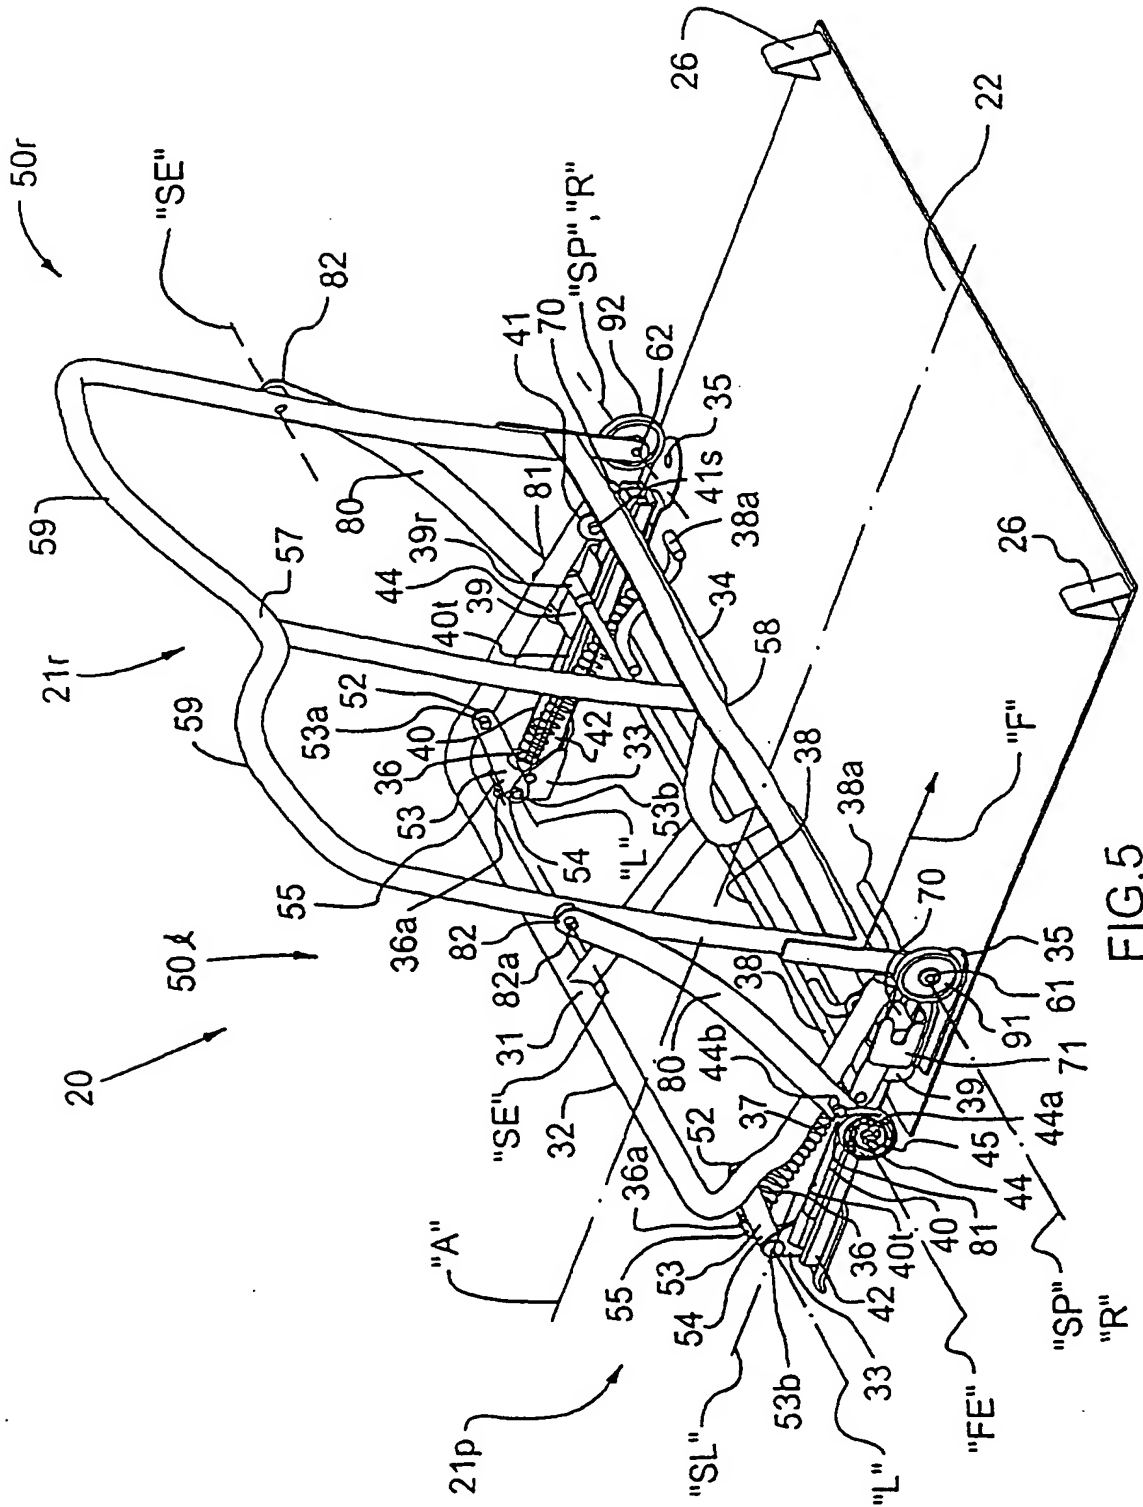 50r
21r
20
59
"SE"
57
59
50ℓ
82
53a
52
36
40
53
55
36a
54
"L"
53b
33
42
40t
39
44
39r
80
81
41
70
"SP", "R"
92
62
35
41s
38a
34
58
26
22
26
"A"
"SE"
31
32
82a
82
80
38
38
"F"
38a
70
35
61
91
71
39
44a
45
44
81
40
40t
36
42
37
44b
80
52
36a
55
53
54
53b
33
21p
"SL"
"L"
"FE"
"SP"
"R"
FIG.5